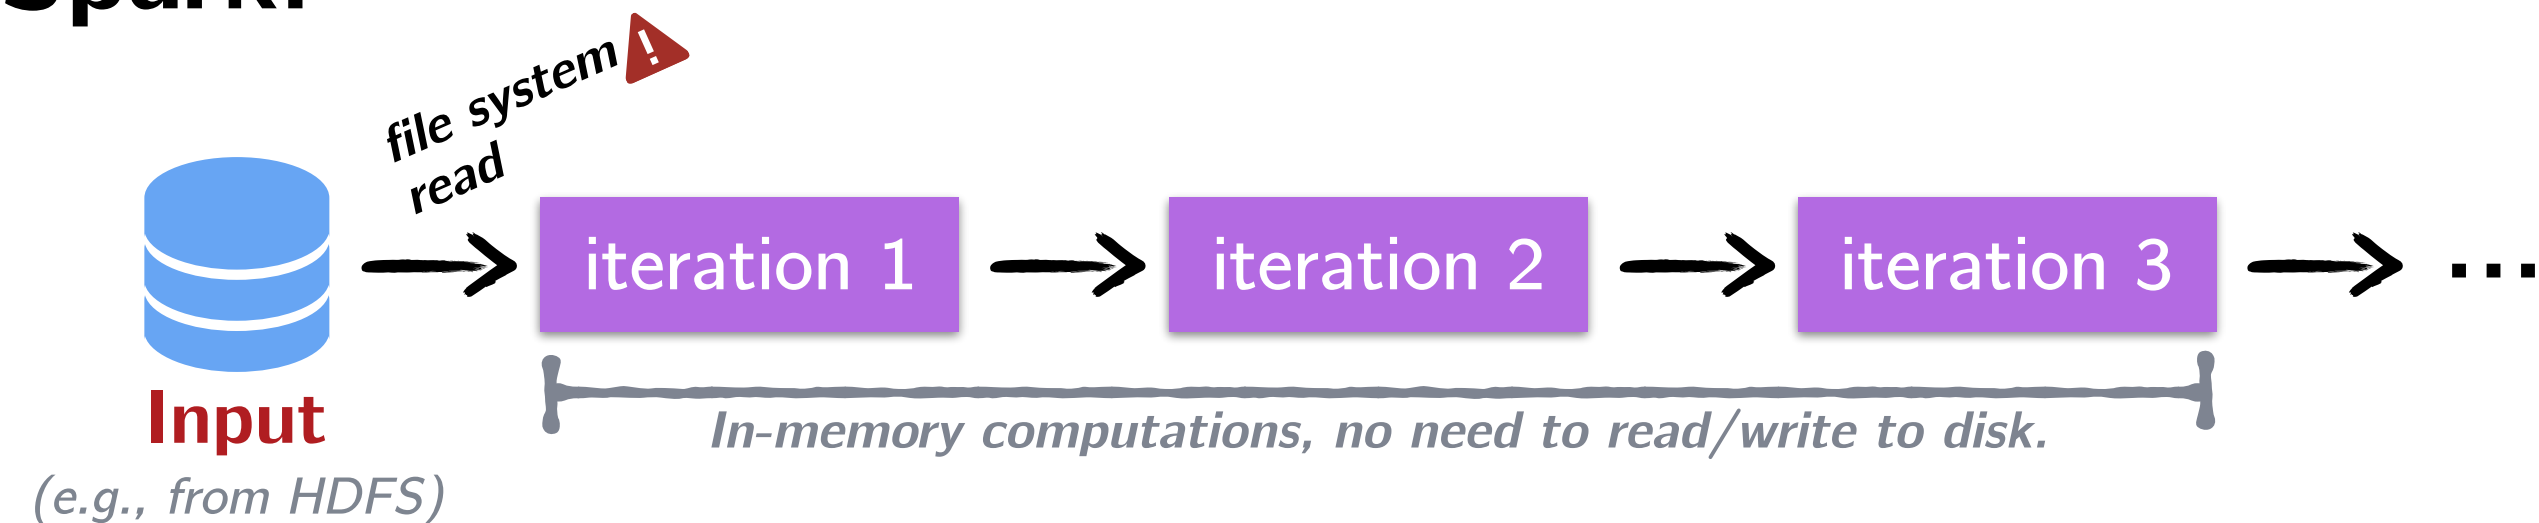 Spark:
file system
read
iteration 1
iteration 2
iteration 3
...
Input
In-memory computations, no need to read/write to disk.
(e.g., from HDFS)